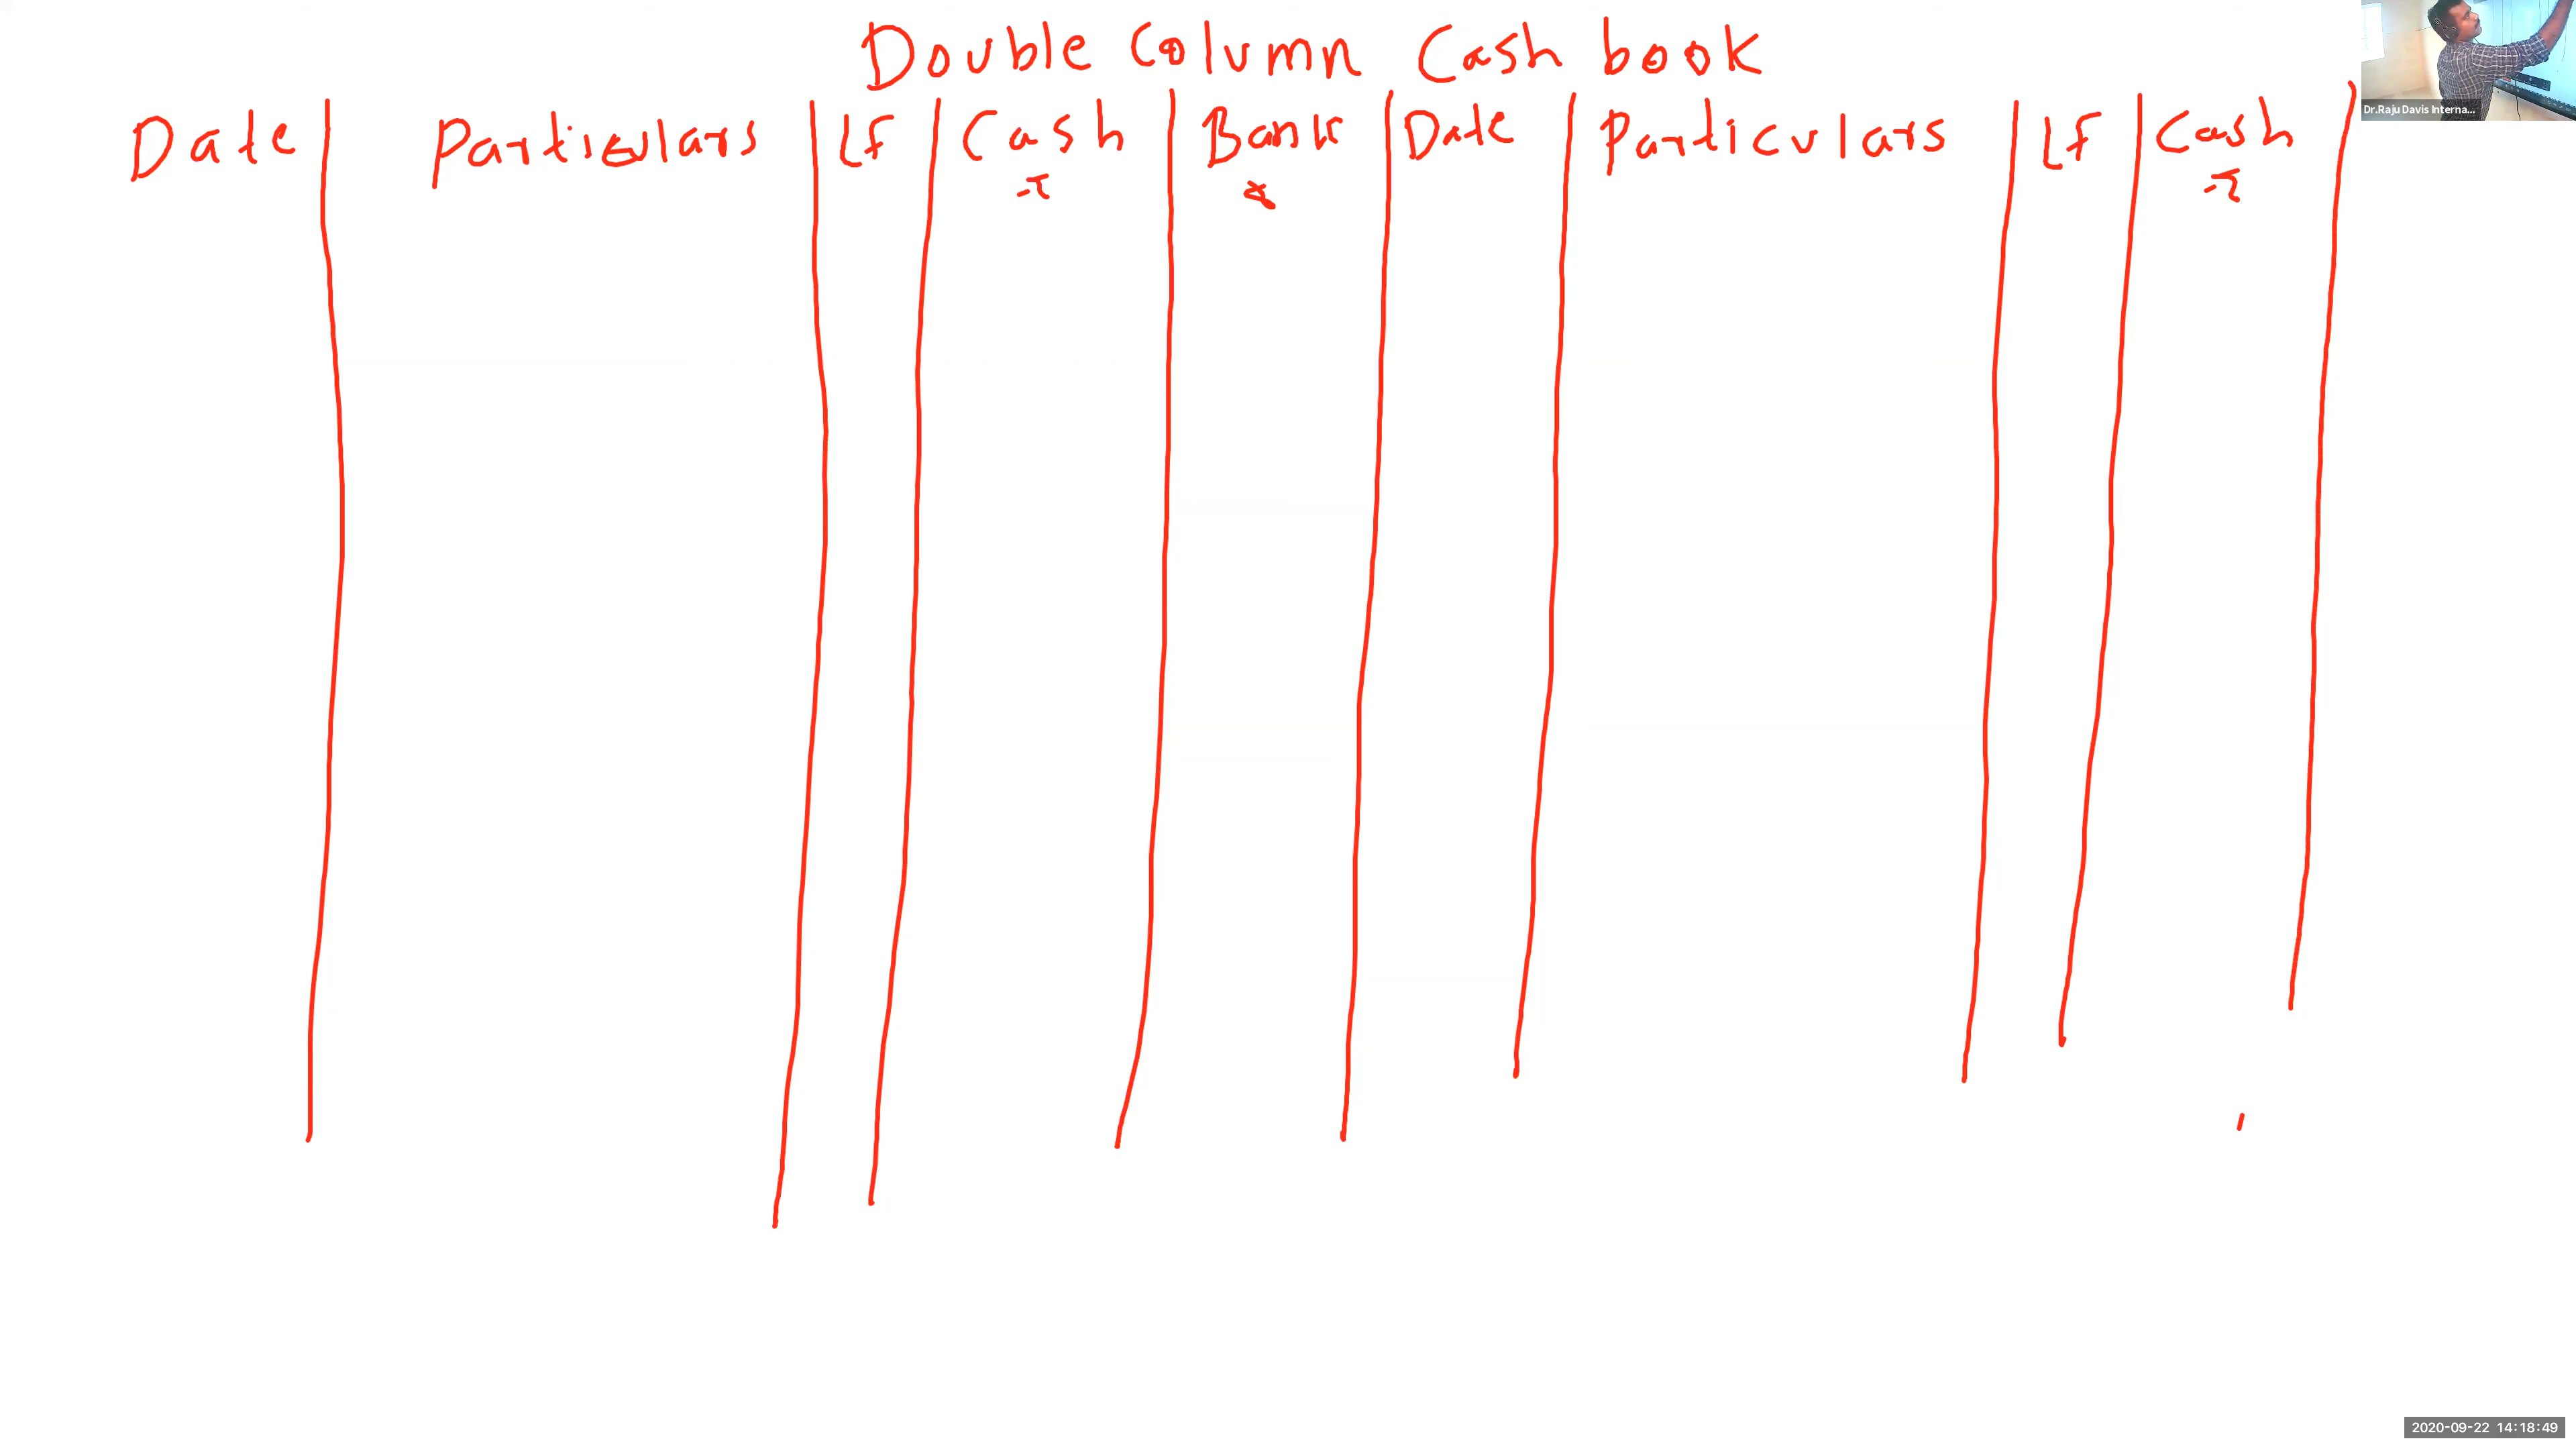 Double Column Cash book
Date Particulars LF Cash Bank Date Particulars LF Cash
Dr.Raju Davis Interna...
2020-09-22 14:18:49